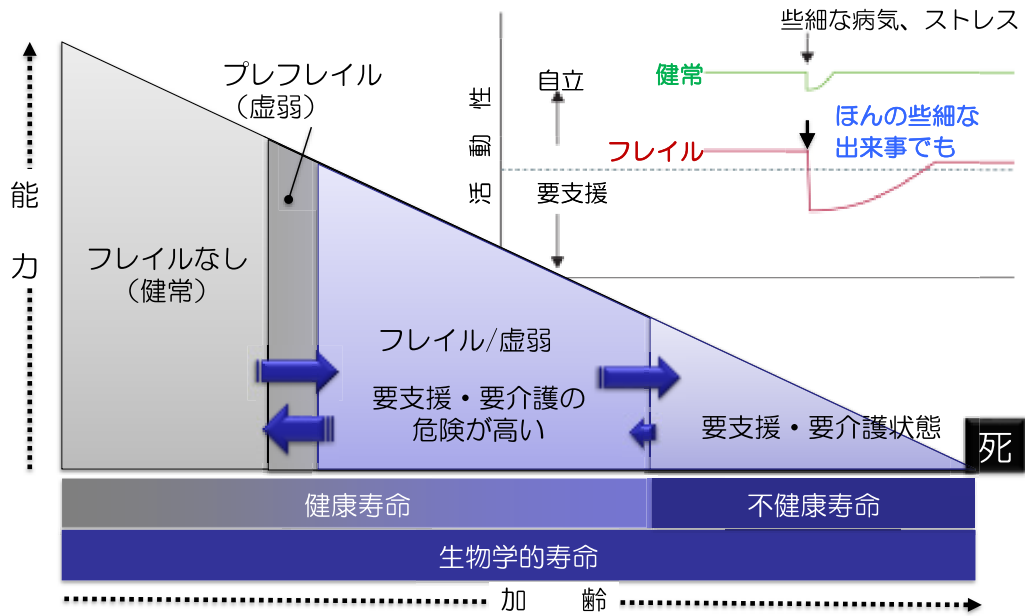 些細な病気、ストレス
プレフレイル
（虚弱）
自立
健常
活動性
ほんの些細な
出来事でも
フレイル
要支援
能力
フレイルなし
（健常）
フレイル/虚弱
要支援・要介護の
危険が高い
要支援・要介護状態
死
健康寿命
不健康寿命
生物学的寿命
加 齢